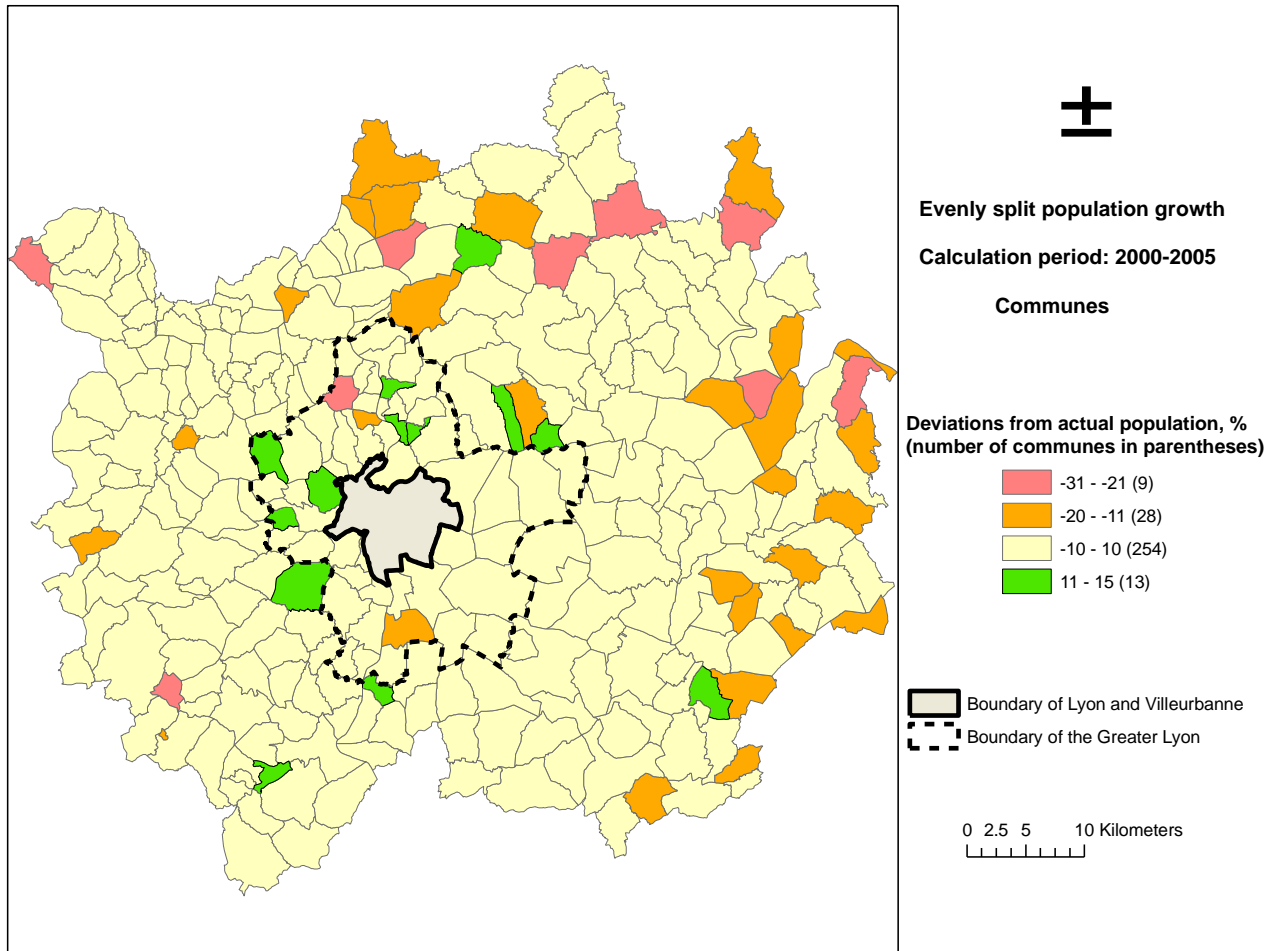 ±
Evenly split population growth
Calculation period: 2000-2005
Communes
Deviations from actual population, %
(number of communes in parentheses)
-31 - -21 (9)
-20 - -11 (28)
-10 - 10 (254)
11 - 15 (13)
Boundary of Lyon and Villeurbanne
Boundary of the Greater Lyon
0 2.5 5 10 Kilometers